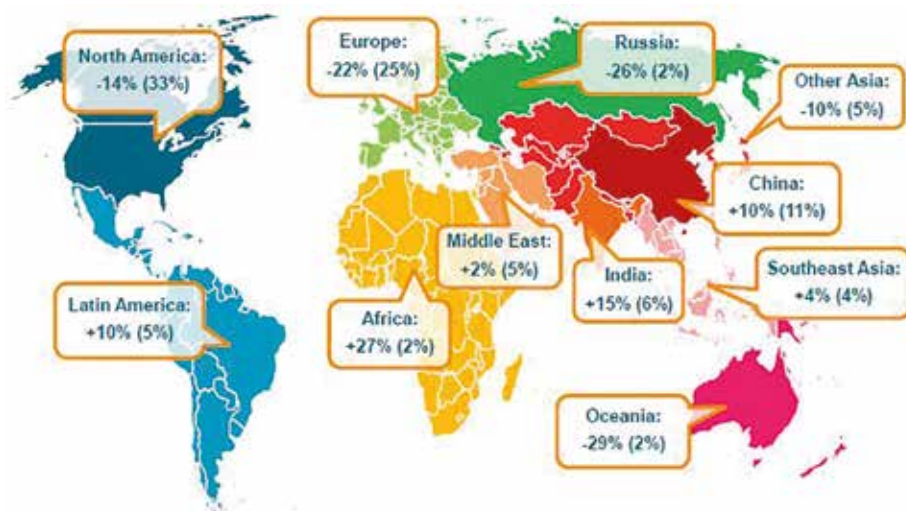 North America:
-14% (33%)
Europe:
-22% (25%)
Russia:
-26% (2%)
Other Asia:
-10% (5%)
China:
+10% (11%)
Middle East:
+2% (5%)
India:
+15% (6%)
Southeast Asia:
+4% (4%)
Latin America:
+10% (5%)
Africa:
+27% (2%)
Oceania:
-29% (2%)